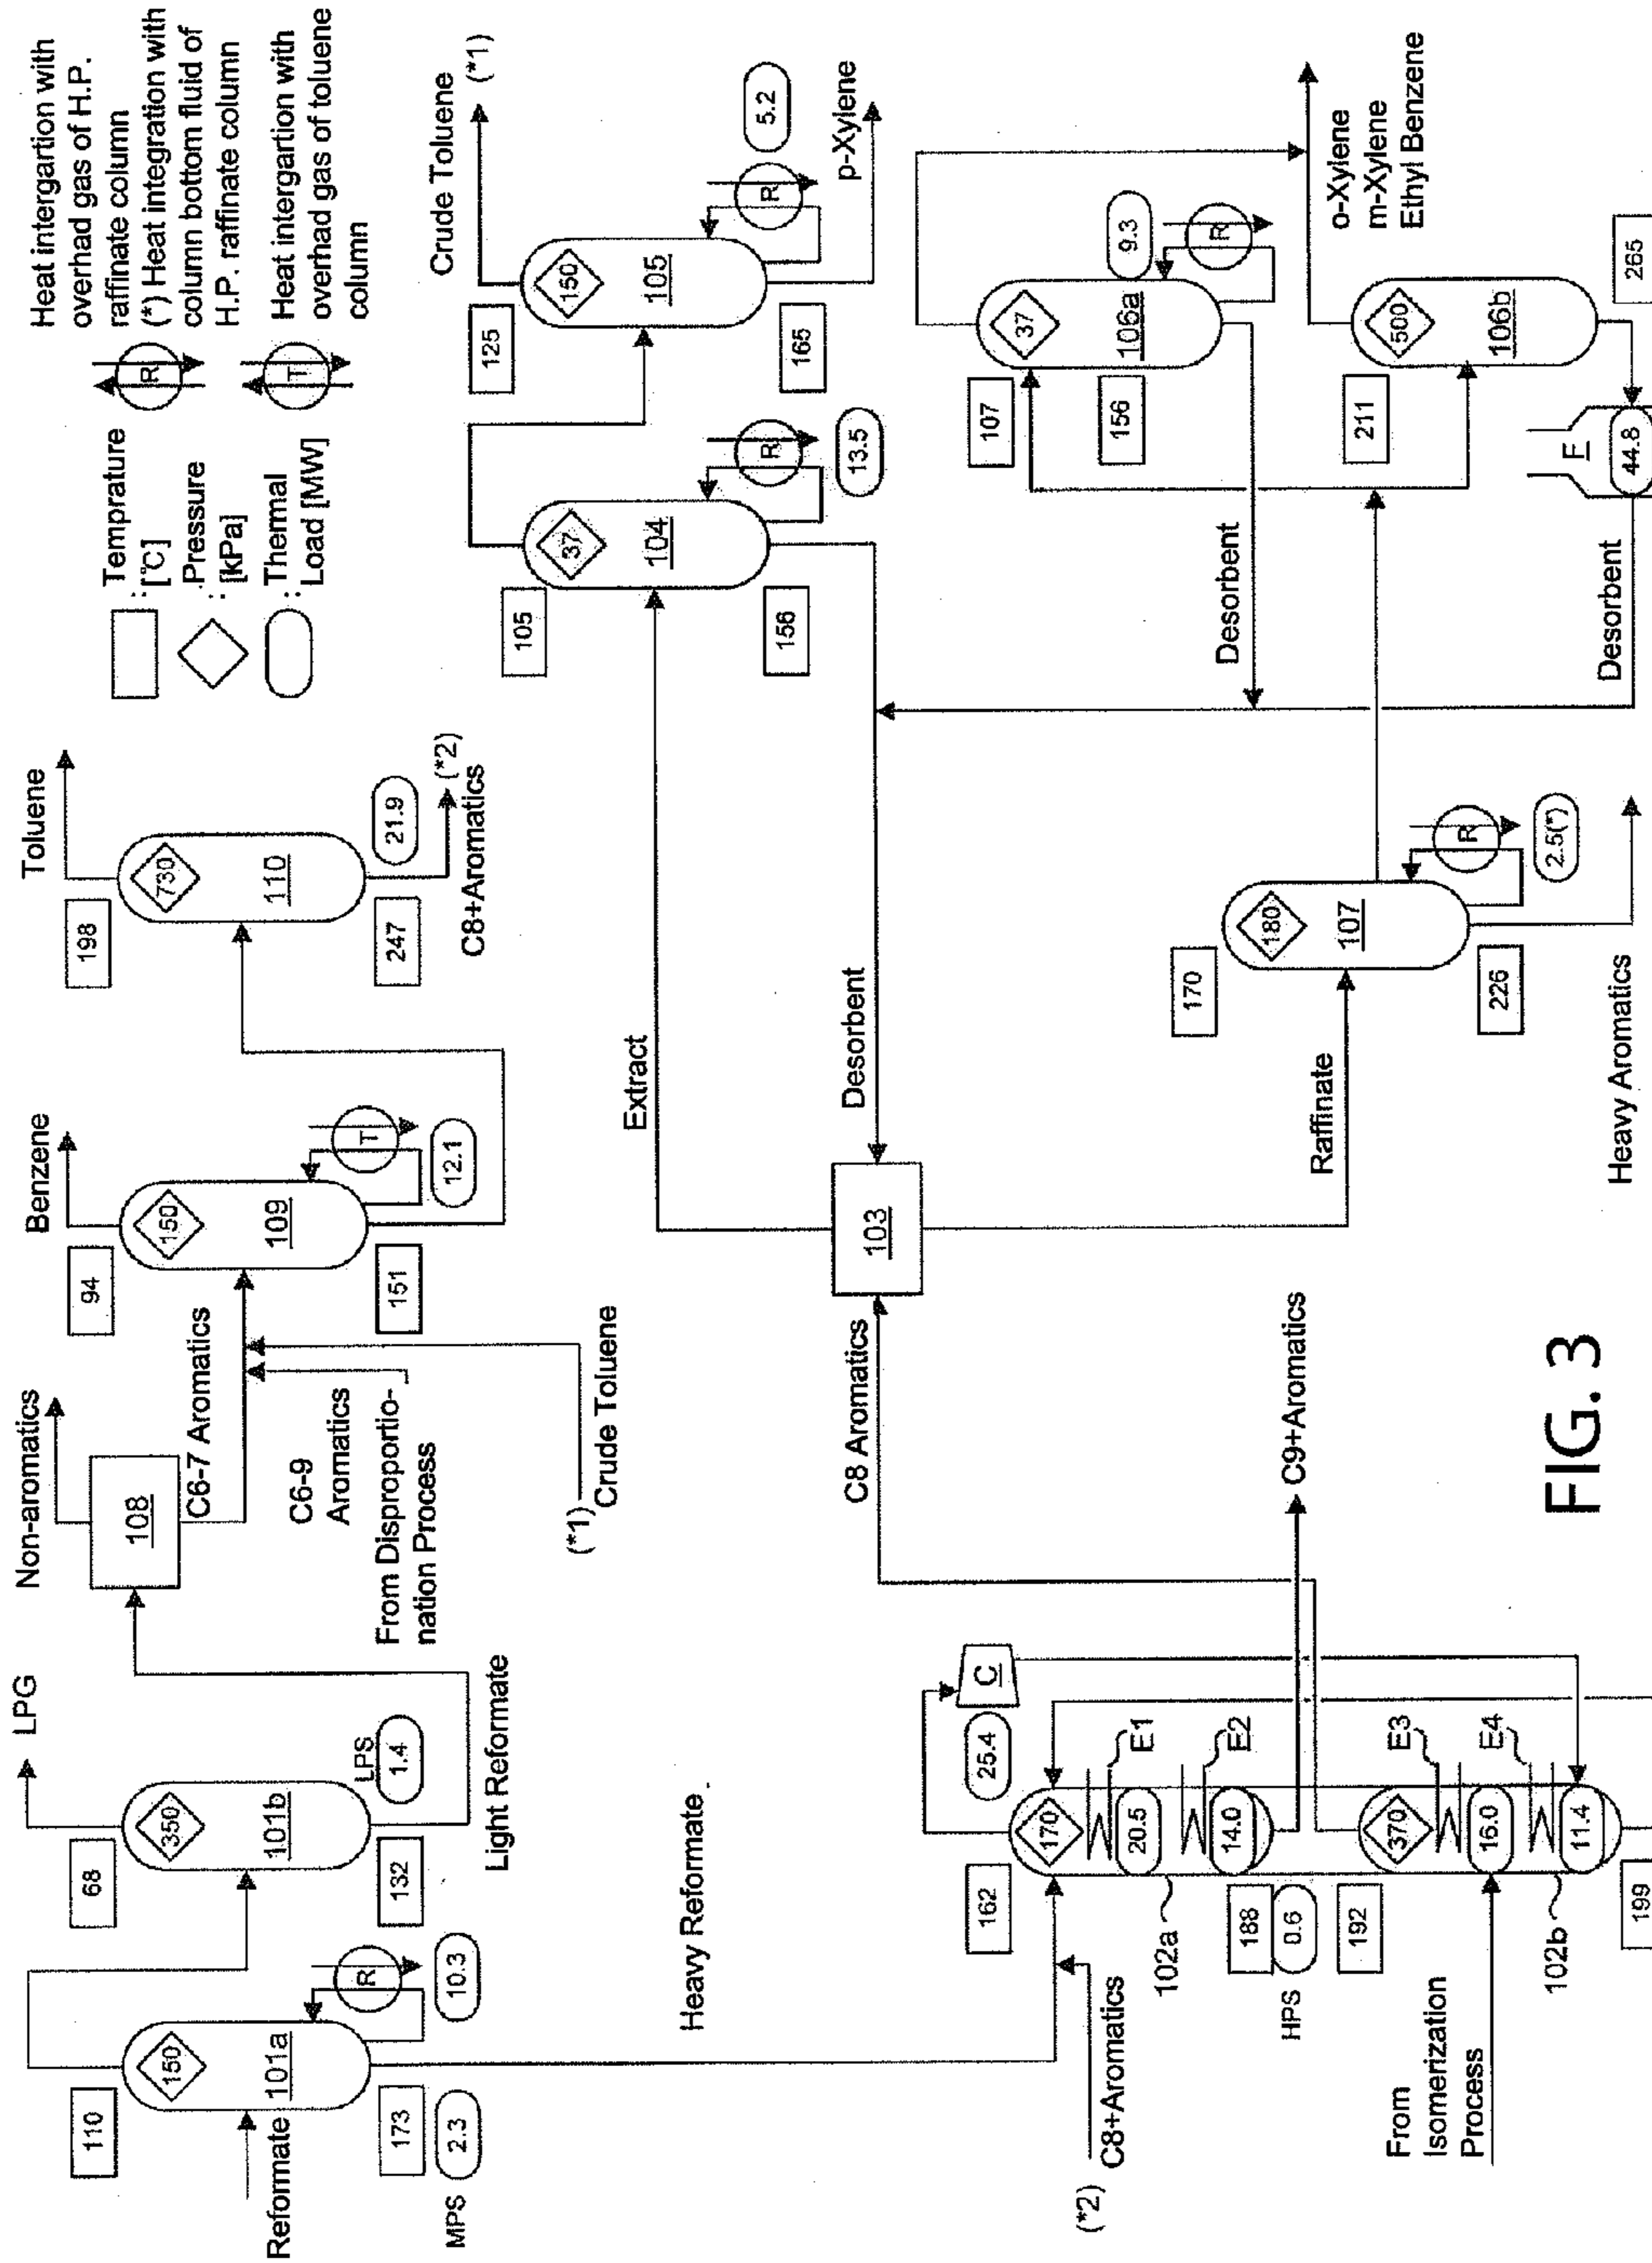 Heat intergartion with
overhad gas of H.P.
raffinate column
(*) Heat integration with
column bottom fluid of
H.P. raffinate column
Heat intergartion with
overhad gas of toluene
column
R
T
: Temprature
[℃]
: Pressure
[kPa]
: Thermal
Load [MW]
LPG
Non-aromatics
Benzene
Toluene
110
150
101a
Reformate
173
MPS
2.3
R
10.3
68
350
101b
132
LPS
1.4
Light Reformate
108
C6-7 Aromatics
C6-9
Aromatics
From Disproportio-
nation Process
(*1)
Crude Toluene
94
150
109
151
T
12.1
198
730
110
247
21.9
(*2)
C8+Aromatics
Heavy Reformate
Crude Toluene
(*1)
105
37
104
156
R
13.5
125
150
105
165
R
5.2
p-Xylene
Extract
Desorbent
103
C8 Aromatics
Raffinate
162
25.4
C
170
E1
20.5
E2
14.0
102a
188
0.6
HPS
C9+Aromatics
(*2)
C8+Aromatics
192
370
E3
16.0
E4
11.4
102b
199
From
Isomerization
Process
170
180
107
226
R
2.5(*)
Heavy Aromatics
107
37
106a
156
9.3
R
Desorbent
o-Xylene
m-Xylene
Ethyl Benzene
211
500
106b
265
F
44.8
Desorbent
FIG. 3